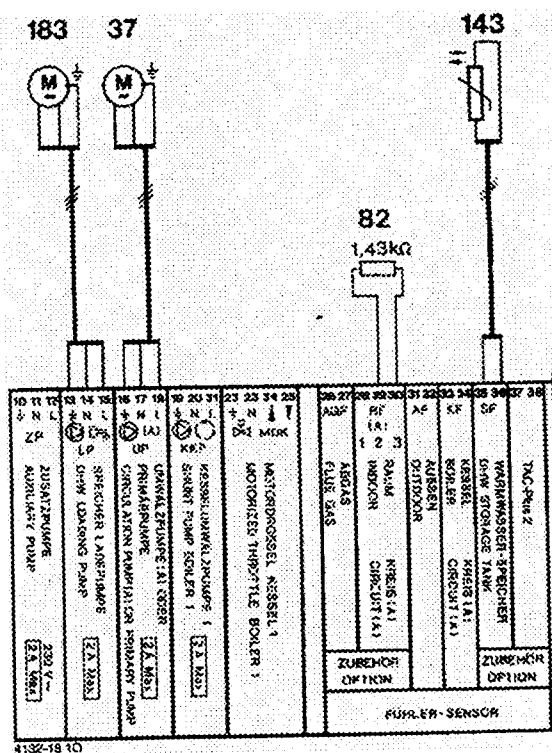 183 37 143
M M
82
1,43kΩ
10 11 12 13 14 15 16 17 18 19 20 21 23 24 25 26 27 28 29 30 31 32 33 34 35 36 37 38
N L N L N L N L N
ZP LP UP KKP MDK AGF RF AF KF SF
(A) (A)
1 2 3
ZUSATZPUMPE
AUXILIARY PUMP
230 V~
2 A Max
SPEICHER LADEPUMPE
DHW LOADING PUMP
2 A Max
UMWÄLZPUMPE (A) ODER
PRIMÄRPUMPE
CIRCULATION PUMP (A) OR PRIMARY PUMP
2 A Max
KESSELUMWÄLZPUMPE 1
SHUNT PUMP BOILER 1
2 A Max
MOTORDROSSEL KESSEL 1
MOTORIZED THROTTLE BOILER 1
ABGAS
FLUE GAS
RAUM KREIS (A)
INDOOR CIRCUIT (A)
AUSSEN
OUTDOOR
KESSEL KREIS (A)
BOILER CIRCUIT (A)
WARMWASSER-SPEICHER
DHW STORAGE TANK
TAC-Plus 2
ZUBEHÖR
OPTION
ZUBEHÖR
OPTION
FÜHLER-SENSOR
4132-19 10